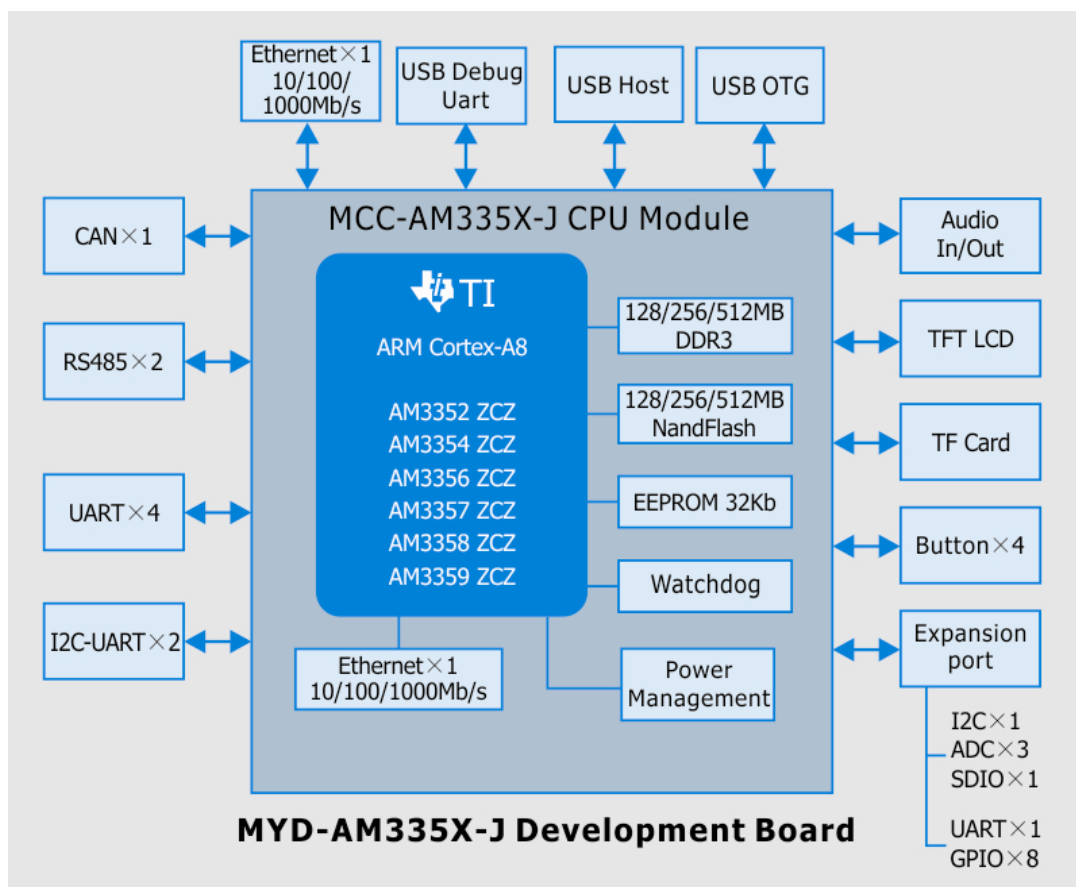 Ethernet×1
10/100/
1000Mb/s
USB Debug
Uart
USB Host
USB OTG
CAN×1
RS485×2
UART×4
I2C-UART×2
MCC-AM335X-J CPU Module
TI
ARM Cortex-A8
AM3352 ZCZ
AM3354 ZCZ
AM3356 ZCZ
AM3357 ZCZ
AM3358 ZCZ
AM3359 ZCZ
128/256/512MB
DDR3
128/256/512MB
NandFlash
EEPROM 32Kb
Watchdog
Power
Management
Ethernet×1
10/100/1000Mb/s
Audio
In/Out
TFT LCD
TF Card
Button×4
Expansion
port
I2C×1
ADC×3
SDIO×1
UART×1
GPIO×8
MYD-AM335X-J Development Board